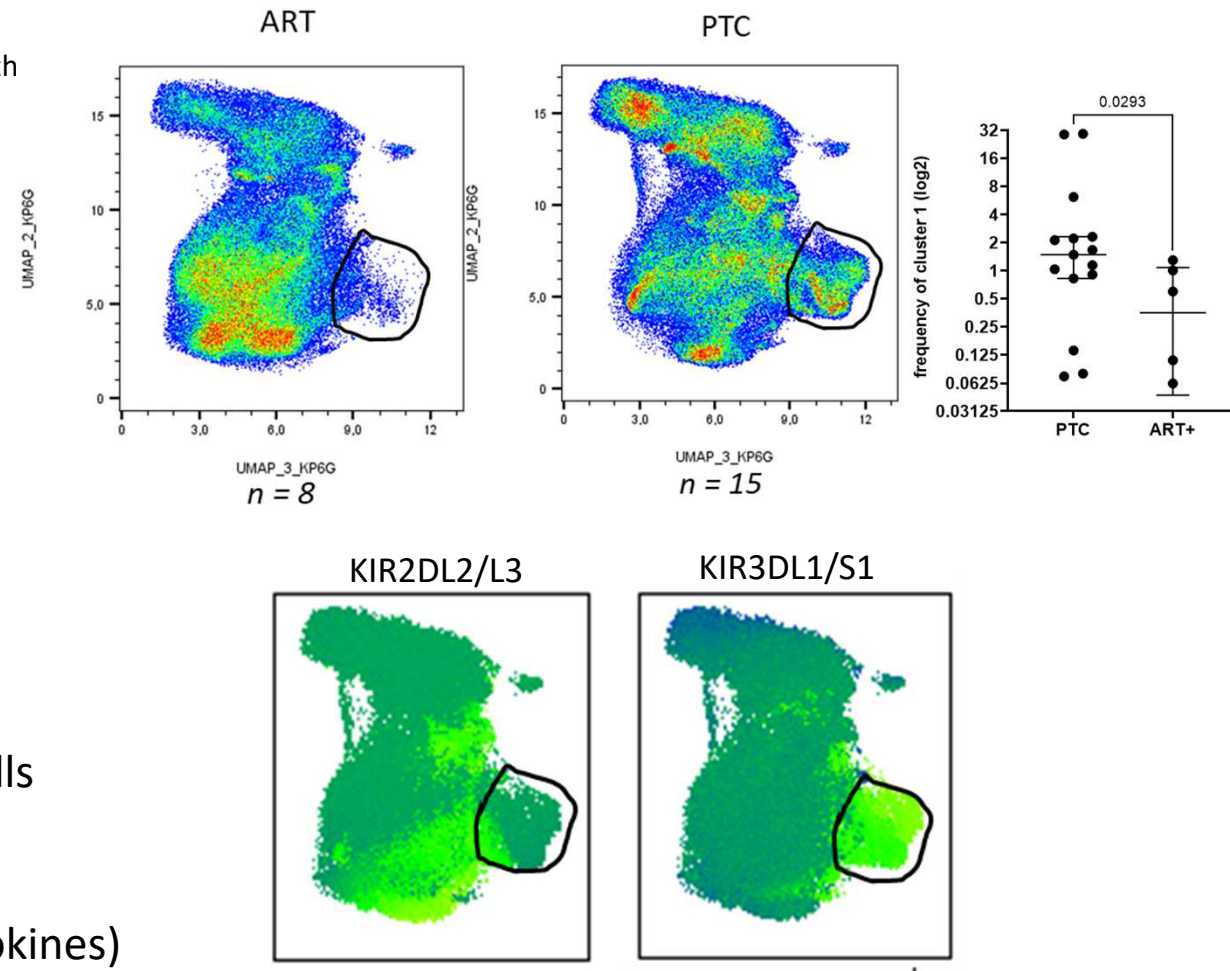 ART
PTC
th
UMAP_2_KP6G
15
10
5,0
0
0
3,0
6,0
9,0
12
UMAP_3_KP6G
n = 8
UMAP_2_KP6G
15
10
5,0
0
0
3,0
6,0
9,0
12
UMAP_3_KP6G
n = 15
0.0293
frequency of cluster 1 (log2)
32
16
8
4
2
1
0.5
0.25
0.125
0.0625
0.03125
PTC
ART+
KIR2DL2/L3
KIR3DL1/S1
lls
okines)